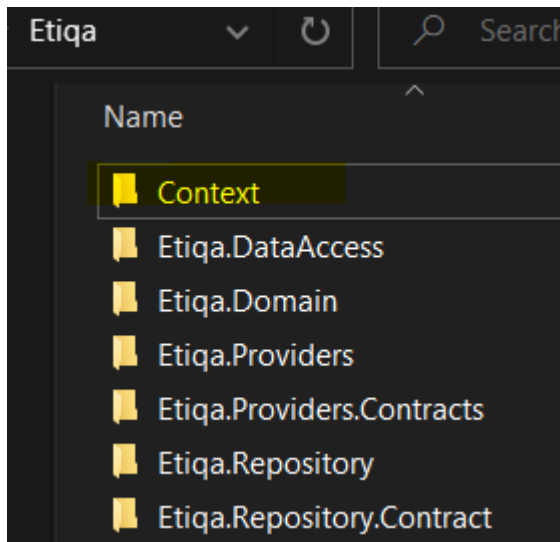 Etiqa Search
Name
Context
Etiqa.DataAccess
Etiqa.Domain
Etiqa.Providers
Etiqa.Providers.Contracts
Etiqa.Repository
Etiqa.Repository.Contract